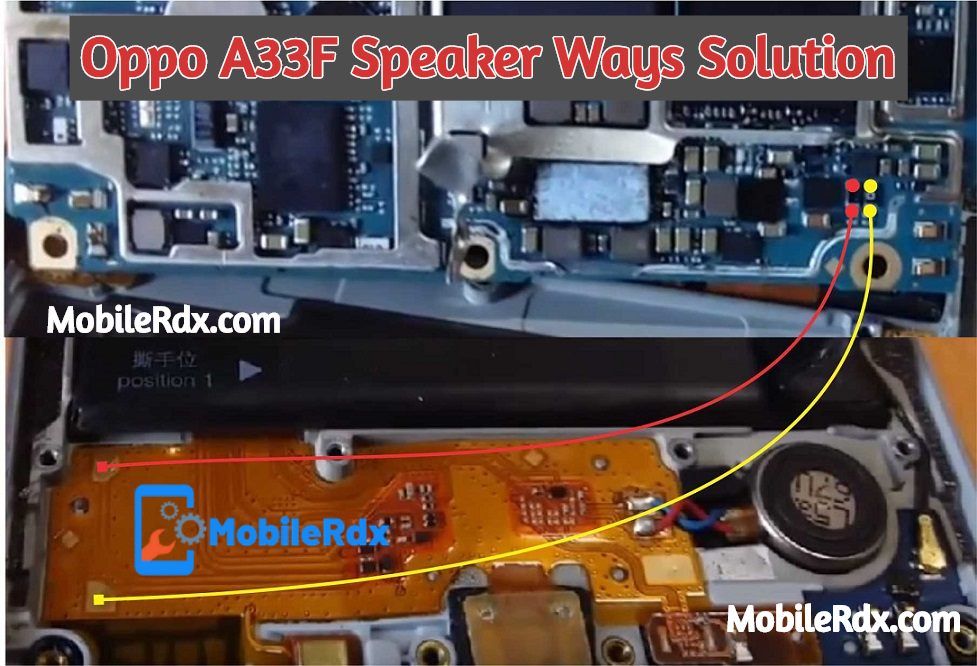 Oppo A33F Speaker Ways Solution
MobileRdx.com
撕手位
position 1
MobileRdx
MobileRdx.com